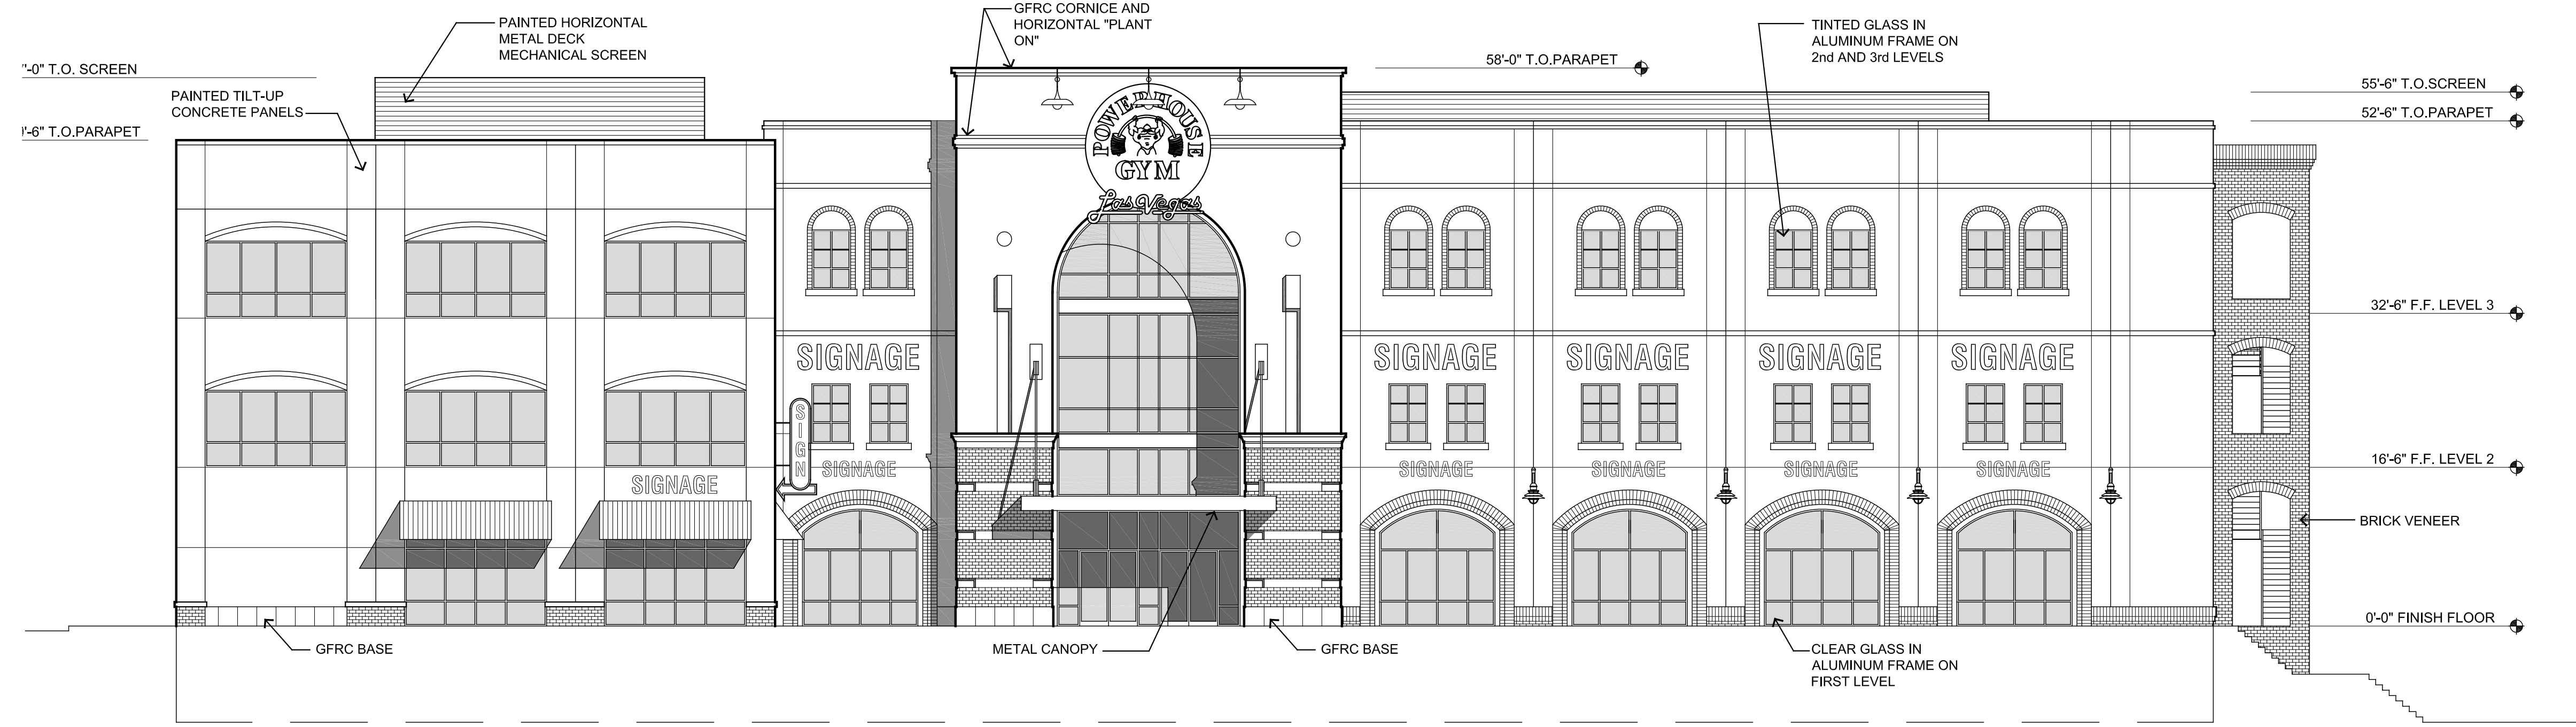 PAINTED HORIZONTAL
METAL DECK
MECHANICAL SCREEN
GFRC CORNICE AND
HORIZONTAL "PLANT
ON"
TINTED GLASS IN
ALUMINUM FRAME ON
2nd AND 3rd LEVELS
'-0" T.O. SCREEN
58'-0" T.O.PARAPET
55'-6" T.O.SCREEN
PAINTED TILT-UP
CONCRETE PANELS
52'-6" T.O.PARAPET
'-6" T.O.PARAPET
POWERHOUSE
GYM
Las Vegas
32'-6" F.F. LEVEL 3
SIGNAGE
SIGNAGE
SIGNAGE
SIGNAGE
SIGNAGE
SIGN
SIGNAGE
SIGNAGE
SIGNAGE
SIGNAGE
SIGNAGE
16'-6" F.F. LEVEL 2
SIGNAGE
BRICK VENEER
0'-0" FINISH FLOOR
GFRC BASE
METAL CANOPY
GFRC BASE
CLEAR GLASS IN
ALUMINUM FRAME ON
FIRST LEVEL